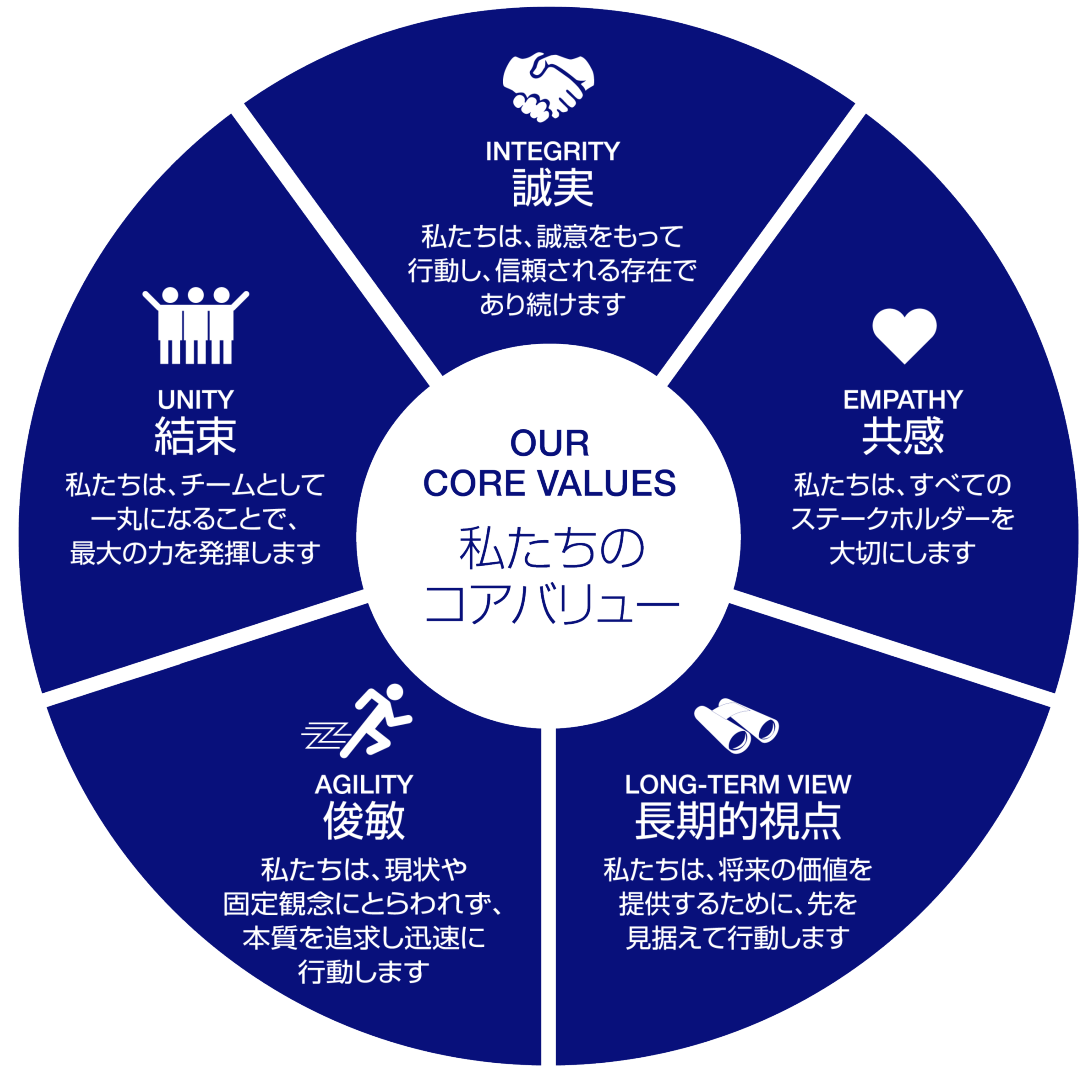 INTEGRITY
誠実
私たちは、誠意をもって
行動し、信頼される存在で
あり続けます
EMPATHY
共感
私たちは、すべての
ステークホルダーを
大切にします
LONG-TERM VIEW
長期的視点
私たちは、将来の価値を
提供するために、先を
見据えて行動します
AGILITY
俊敏
私たちは、現状や
固定観念にとらわれず、
本質を追求し迅速に
行動します
UNITY
結束
私たちは、チームとして
一丸になることで、
最大の力を発揮します
OUR
CORE VALUES
私たちの
コアバリュー